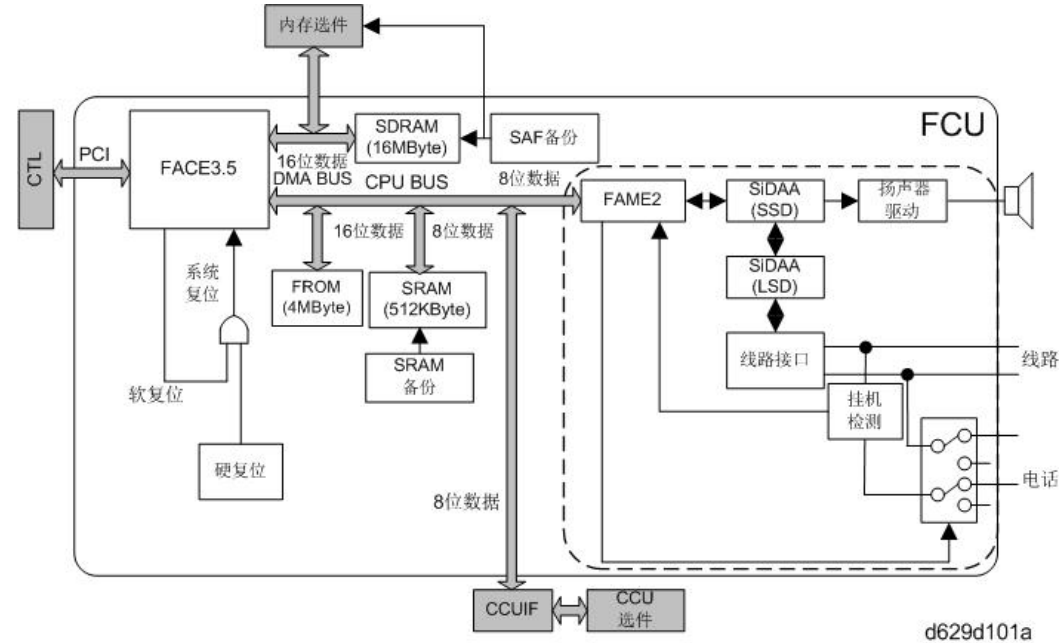 内存选件
FCU
CTL
PCI
FACE3.5
16位数据
DMA BUS
SDRAM
(16MByte)
SAF备份
CPU BUS
8位数据
FAME2
SiDAA
(SSD)
扬声器
驱动
16位数据
8位数据
系统
复位
FROM
(4MByte)
SRAM
(512KByte)
SiDAA
(LSD)
线路接口
线路
SRAM
备份
软复位
挂机
检测
硬复位
电话
8位数据
CCUIF
CCU
选件
d629d101a